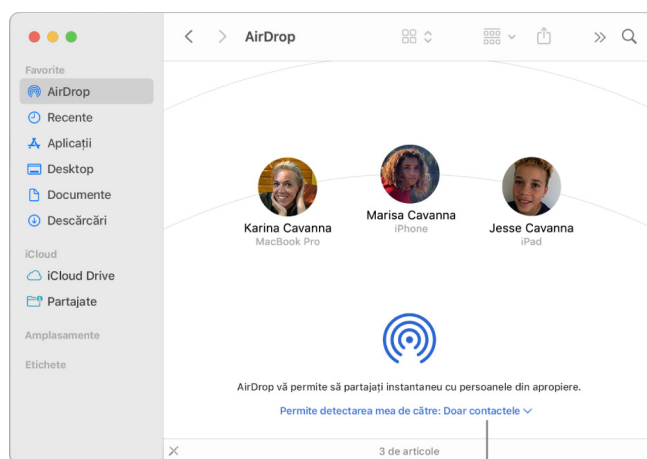 AirDrop
Favorite
AirDrop
Recente
Aplicații
Desktop
Documente
Descărcări
iCloud
iCloud Drive
Partajate
Amplasamente
Etichete
Karina Cavanna
MacBook Pro
Marisa Cavanna
iPhone
Jesse Cavanna
iPad
AirDrop vă permite să partajați instantaneu cu persoanele din apropiere.
Permite detectarea mea de către: Doar contactele
3 de articole